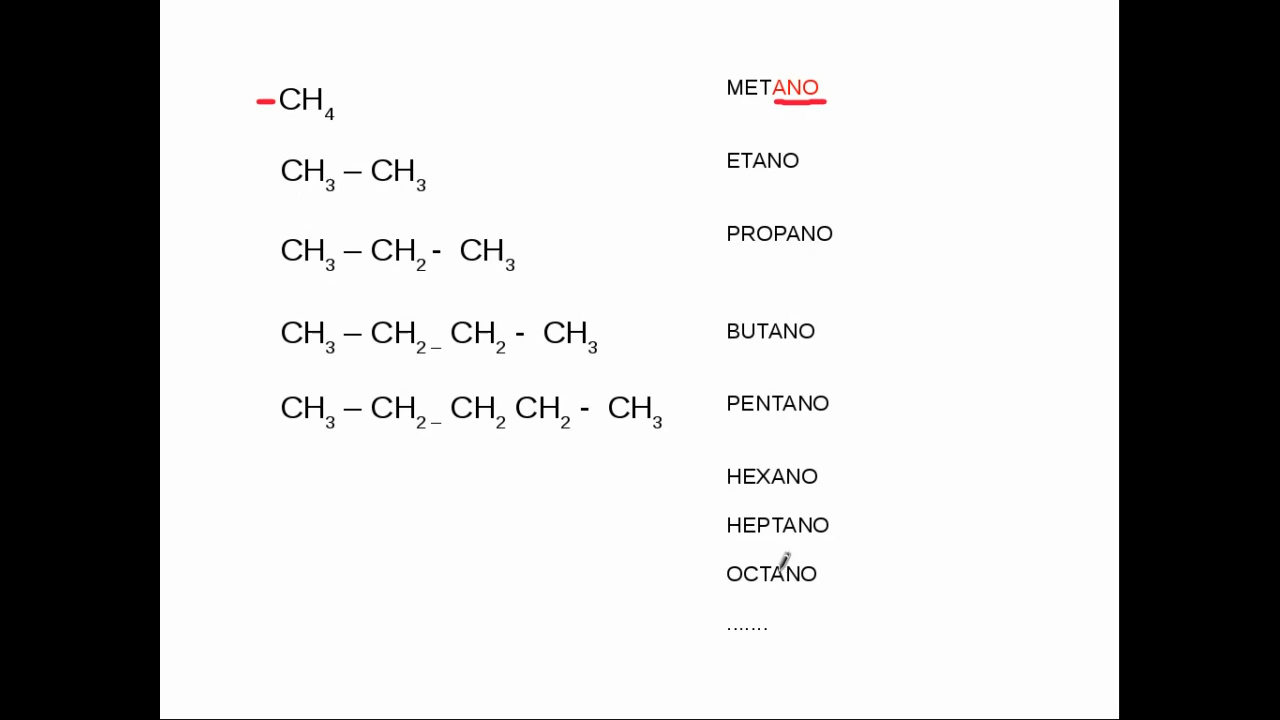 CH4 METANO
CH3 – CH3 ETANO
CH3 – CH2 - CH3 PROPANO
CH3 – CH2 – CH2 - CH3 BUTANO
CH3 – CH2 – CH2 CH2 - CH3 PENTANO
HEXANO
HEPTANO
OCTANO
.......